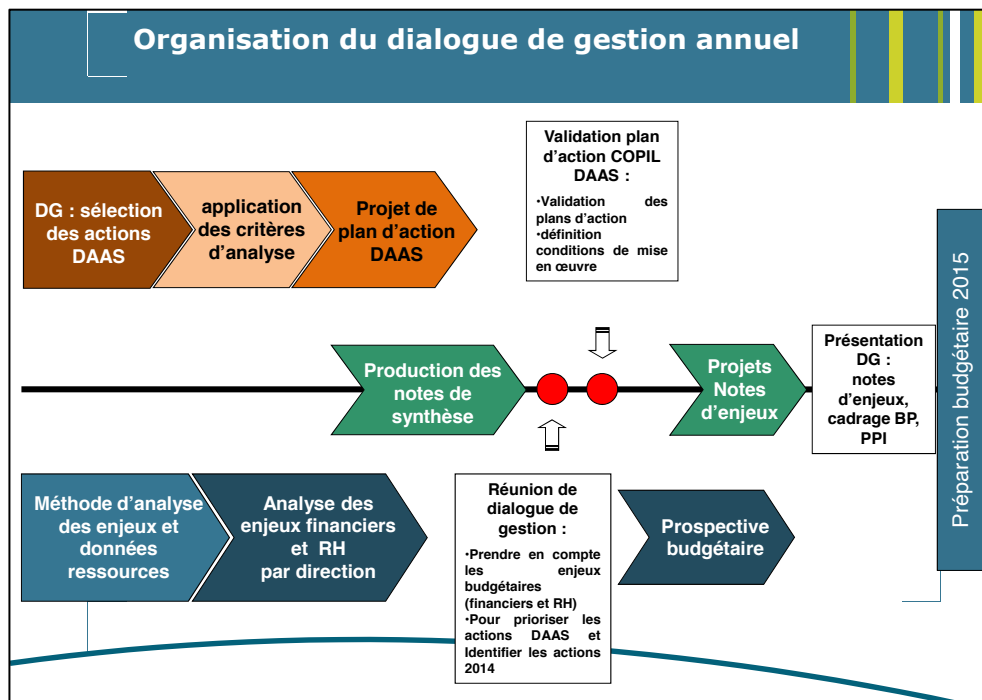 Organisation du dialogue de gestion annuel
DG : sélection
des actions
DAAS
application
des critères
d'analyse
Projet de
plan d'action
DAAS
Validation plan
d'action COPIL
DAAS :
•Validation des
plans d'action
•définition
conditions de mise
en œuvre
Production des
notes de
synthèse
Projets
Notes
d'enjeux
Présentation
DG :
notes
d'enjeux,
cadrage BP,
PPI
Préparation budgétaire 2015
Méthode d'analyse
des enjeux et
données
ressources
Analyse des
enjeux financiers
et RH
par direction
Réunion de
dialogue de
gestion :
•Prendre en compte
les enjeux
budgétaires
(financiers et RH)
•Pour prioriser les
actions DAAS et
Identifier les actions
2014
Prospective
budgétaire